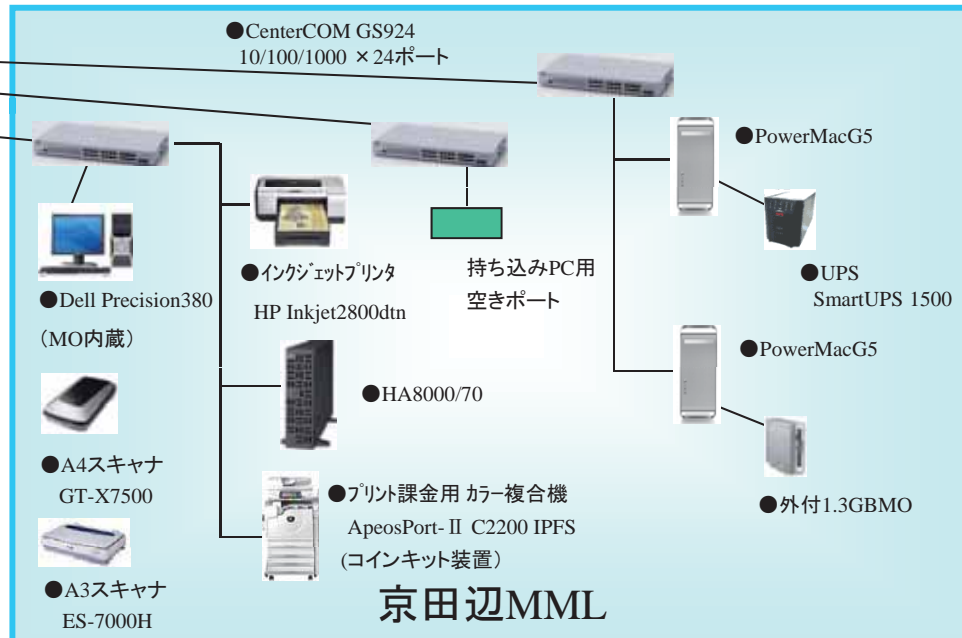 ●CenterCOM GS924
10/100/1000 ×24ポート
●PowerMacG5
●UPS
SmartUPS 1500
●Dell Precision380
（MO内蔵）
●インクジェットプリンタ
HP Inkjet2800dtn
持ち込みPC用
空きポート
●PowerMacG5
●HA8000/70
●A4スキャナ
GT-X7500
●プリント課金用 カラー複合機
ApeosPort-Ⅱ C2200 IPFS
(コインキット装置）
●外付1.3GBMO
●A3スキャナ
ES-7000H
京田辺MML